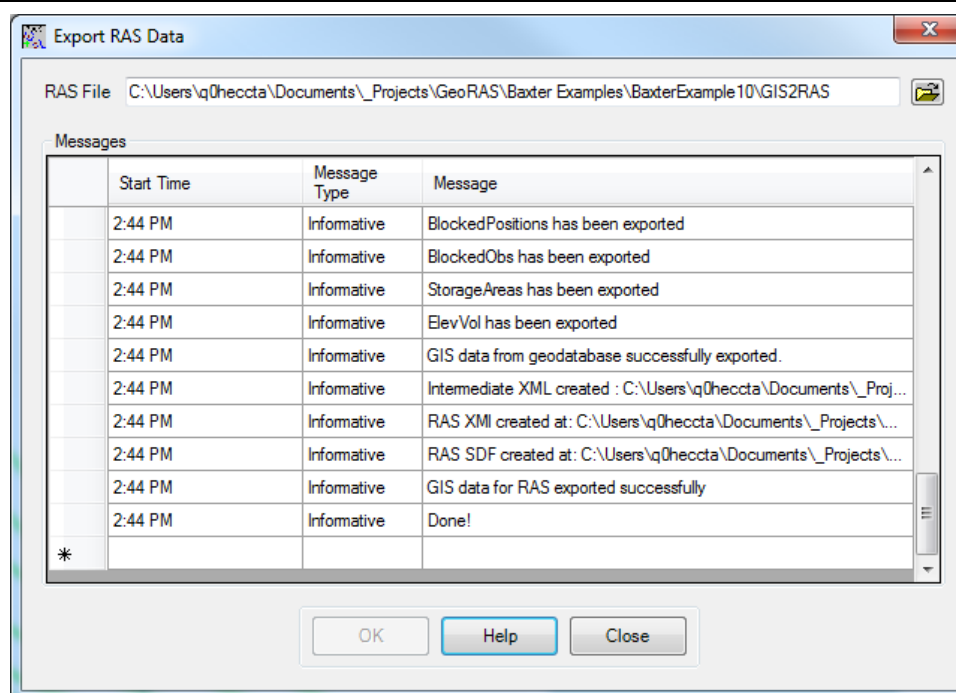 Export RAS Data
RAS File C:\Users\q0heccta\Documents\_Projects\GeoRAS\Baxter Examples\BaxterExample10\GIS2RAS
Messages
Start Time Message Type Message
2:44 PM Informative BlockedPositions has been exported
2:44 PM Informative BlockedObs has been exported
2:44 PM Informative StorageAreas has been exported
2:44 PM Informative ElevVol has been exported
2:44 PM Informative GIS data from geodatabase successfully exported.
2:44 PM Informative Intermediate XML created : C:\Users\q0heccta\Documents\_Proj...
2:44 PM Informative RAS XMl created at: C:\Users\q0heccta\Documents\_Projects\...
2:44 PM Informative RAS SDF created at: C:\Users\q0heccta\Documents\_Projects\...
2:44 PM Informative GIS data for RAS exported successfully
2:44 PM Informative Done!
OK Help Close